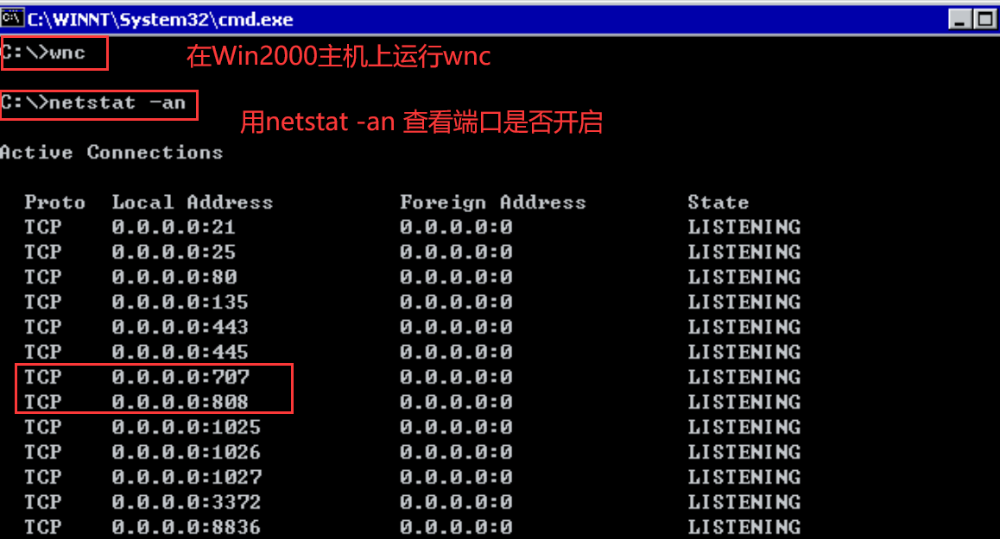 C:\WINNT\System32\cmd.exe
C:\>wnc
在Win2000主机上运行wnc
C:\>netstat -an
用netstat -an 查看端口是否开启
Active Connections
Proto Local Address Foreign Address State
TCP 0.0.0.0:21 0.0.0.0:0 LISTENING
TCP 0.0.0.0:25 0.0.0.0:0 LISTENING
TCP 0.0.0.0:80 0.0.0.0:0 LISTENING
TCP 0.0.0.0:135 0.0.0.0:0 LISTENING
TCP 0.0.0.0:443 0.0.0.0:0 LISTENING
TCP 0.0.0.0:445 0.0.0.0:0 LISTENING
TCP 0.0.0.0:707 0.0.0.0:0 LISTENING
TCP 0.0.0.0:808 0.0.0.0:0 LISTENING
TCP 0.0.0.0:1025 0.0.0.0:0 LISTENING
TCP 0.0.0.0:1026 0.0.0.0:0 LISTENING
TCP 0.0.0.0:1027 0.0.0.0:0 LISTENING
TCP 0.0.0.0:3372 0.0.0.0:0 LISTENING
TCP 0.0.0.0:8836 0.0.0.0:0 LISTENING